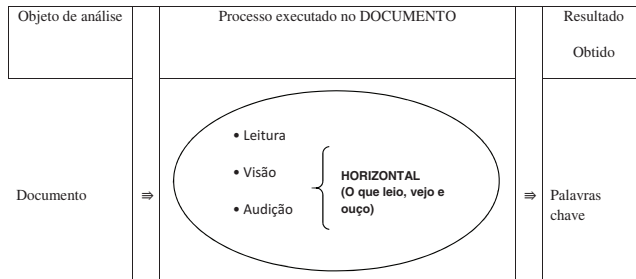 Objeto de análise
Processo executado no DOCUMENTO
Resultado
Obtido
Documento
⇛
• Leitura
• Visão
• Audição
HORIZONTAL
(O que leio, vejo e
ouço)
⇛
Palavras
chave